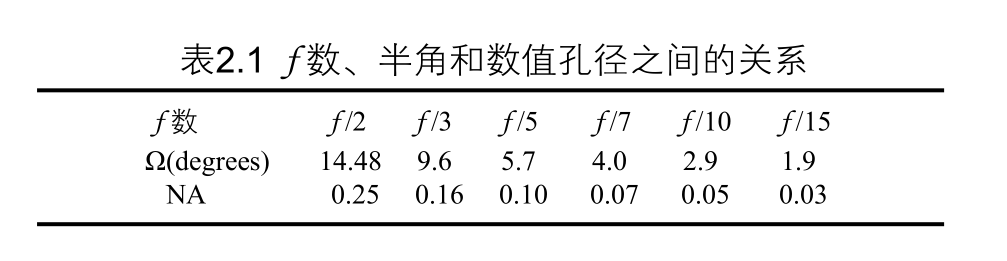 表2.1 f数、半角和数值孔径之间的关系
f数 f/2 f/3 f/5 f/7 f/10 f/15
Ω(degrees) 14.48 9.6 5.7 4.0 2.9 1.9
NA 0.25 0.16 0.10 0.07 0.05 0.03